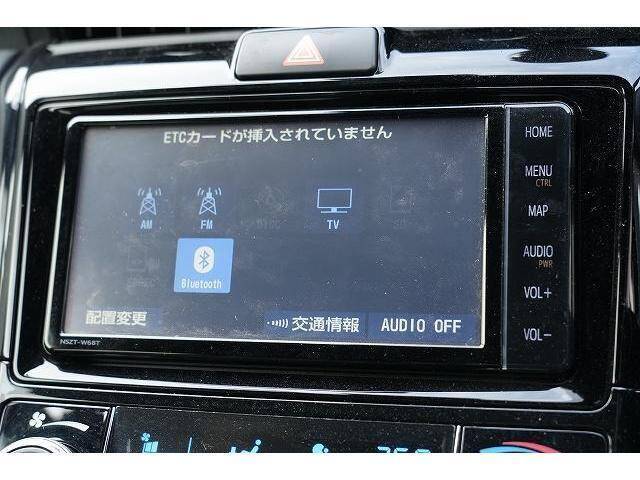 ETCカードが挿入されていません
HOME
MENU
CTRL
MAP
AM
FM
TV
AUDIO
PWR
Bluetooth
VOL+
配置変更
交通情報
AUDIO OFF
VOL-
NSZT-W68T